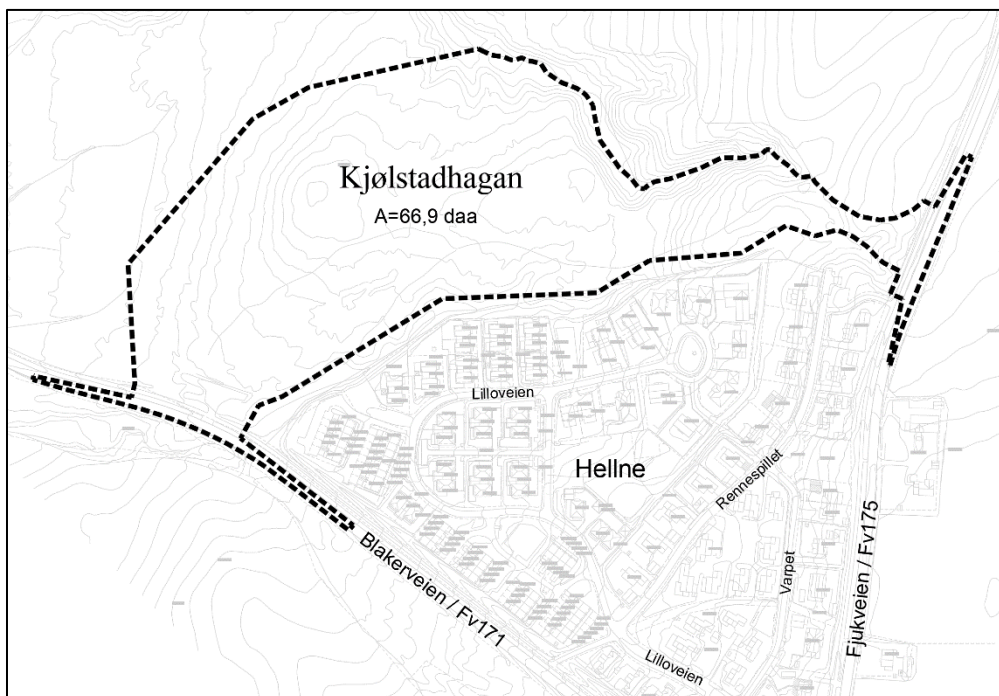 Kjølstadhagan
A=66,9 daa
Lilloveien
Hellne
Rennespillet
Blakerveien / Fv171
Varpet
Fjukveien / Fv175
Lilloveien